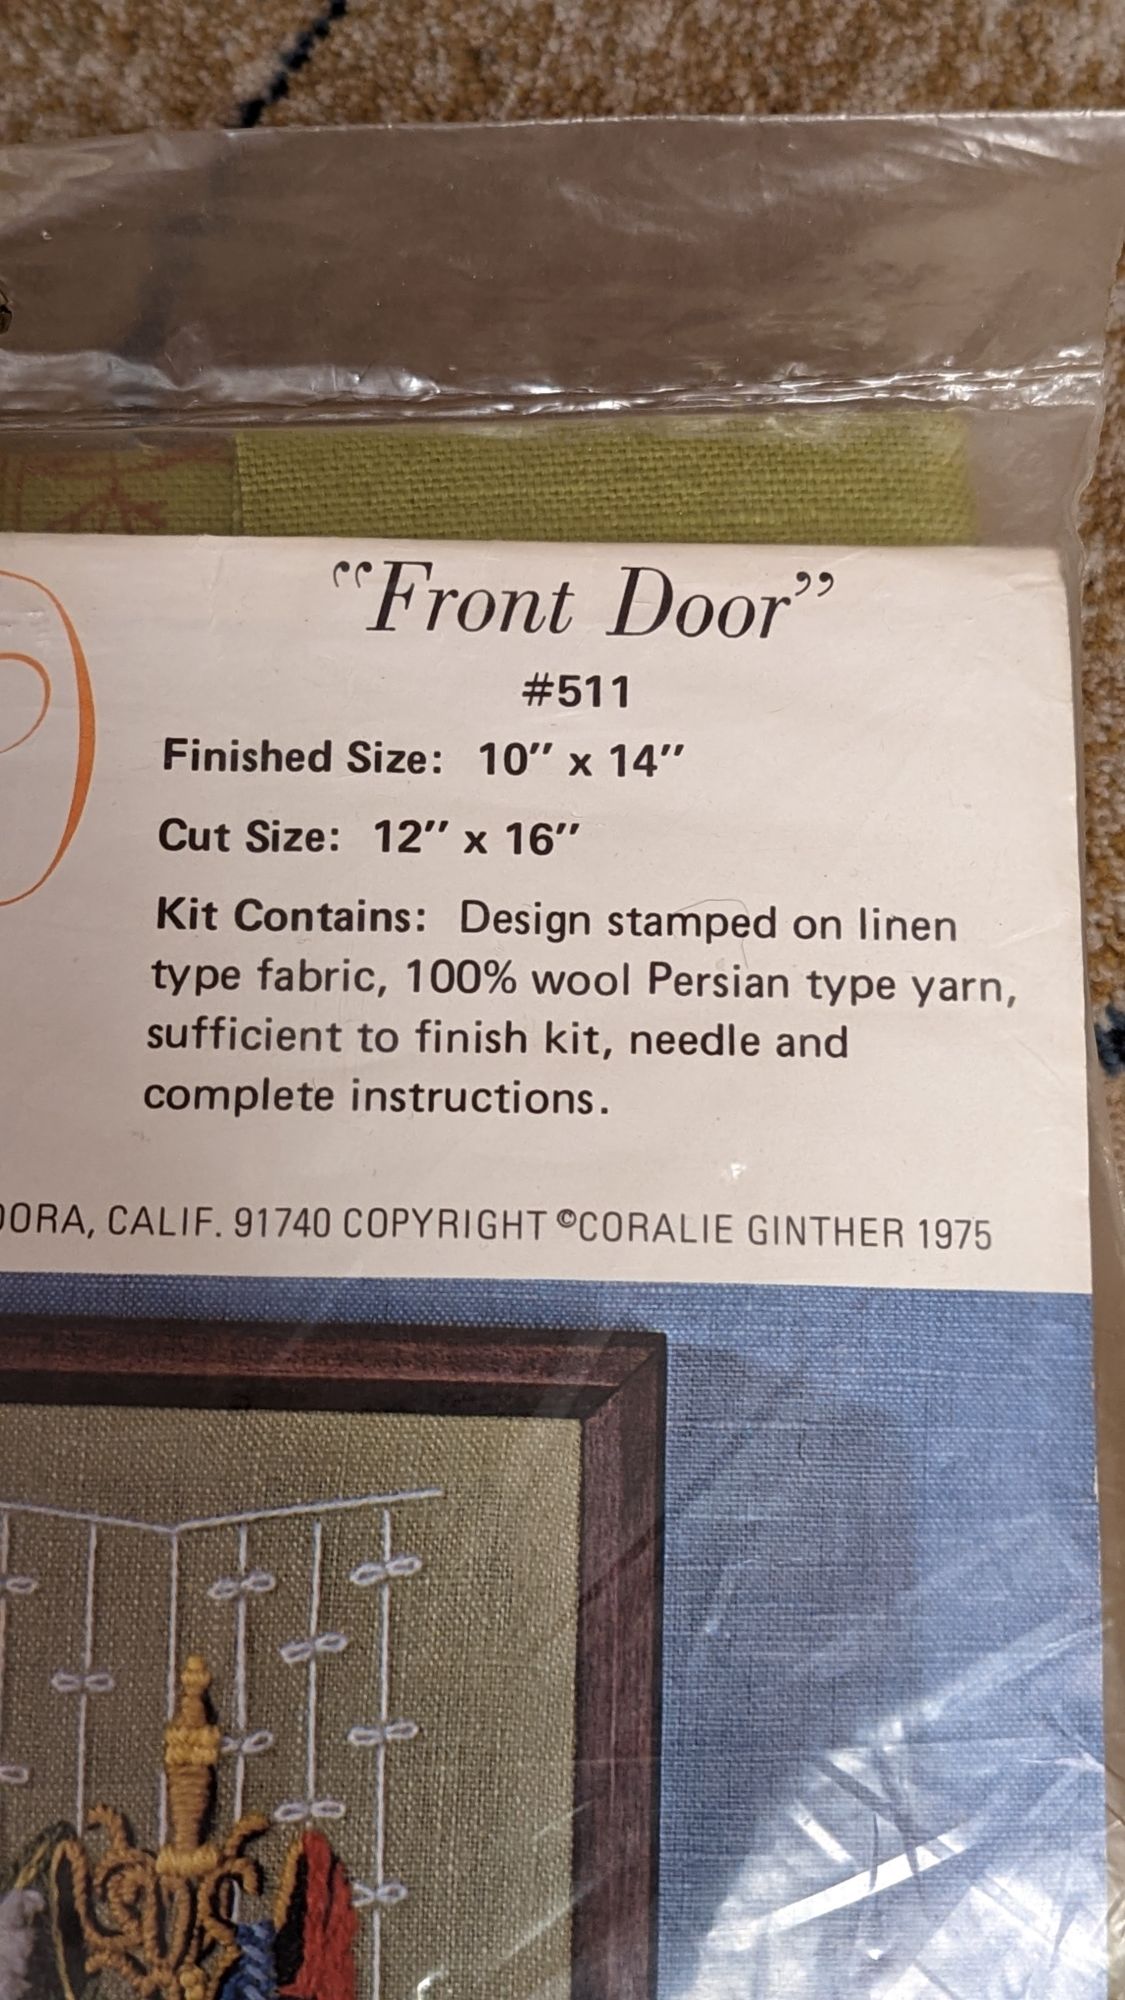 “Front Door”
#511
Finished Size: 10″ x 14″
Cut Size: 12″ x 16″
Kit Contains: Design stamped on linen
type fabric, 100% wool Persian type yarn,
sufficient to finish kit, needle and
complete instructions.
DORA, CALIF. 91740 COPYRIGHT ©CORALIE GINTHER 1975